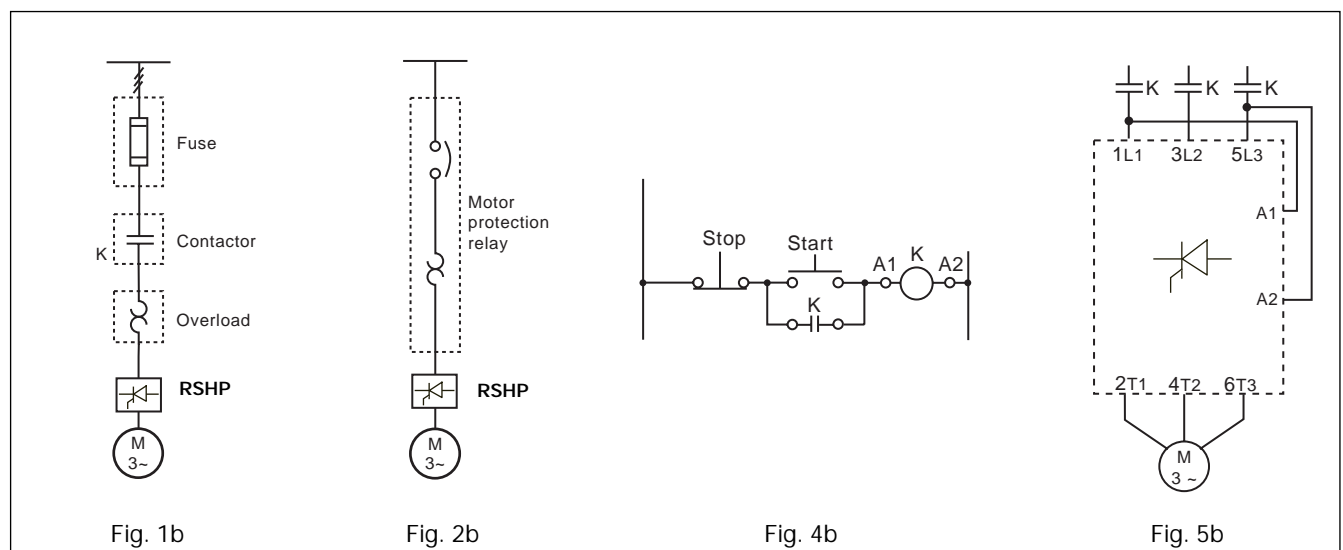 Fuse
K
Contactor
Overload
RSHP
M
3~
Fig. 1b
Motor
protection
relay
RSHP
M
3~
Fig. 2b
Stop
Start
A1
K
A2
K
Fig. 4b
K
K
K
1L1
3L2
5L3
A1
A2
2T1
4T2
6T3
M
3 ~
Fig. 5b